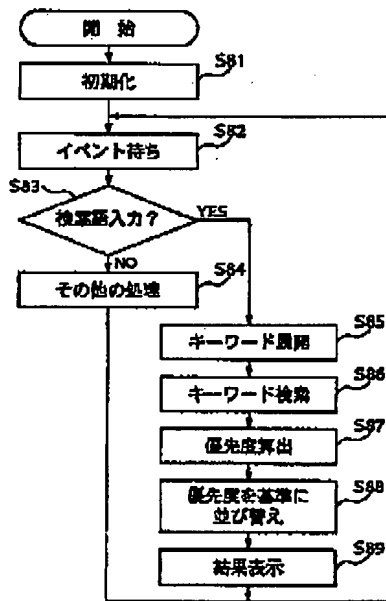 開 始
S81
初期化
S82
イベント待ち
S83
検索語入力?
YES
NO
S84
その他の処理
S85
キーワード展開
S86
キーワード検索
S87
優先度算出
S88
優先度を基準に
並び替え
S89
結果表示